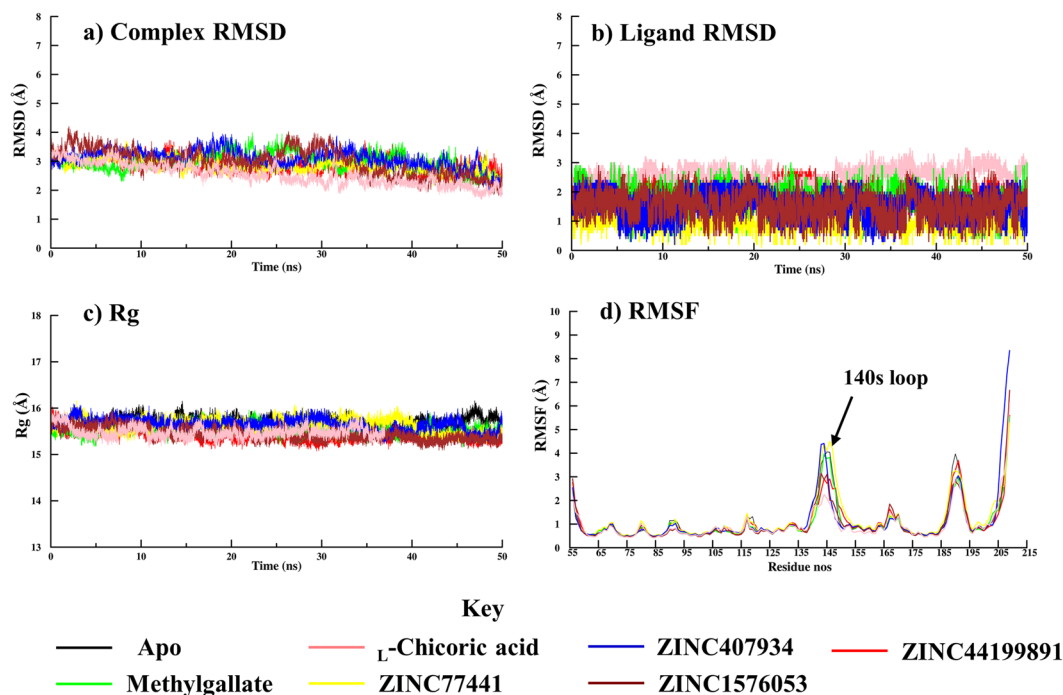 a) Complex RMSD
8
7
6
5
4
3
2
1
0
RMSD (Å)
0 10 20 30 40 50
Time (ns)
b) Ligand RMSD
8
7
6
5
4
3
2
1
0
RMSD (Å)
0 10 20 30 40 50
Time (ns)
c) Rg
18
17
16
15
14
13
Rg (Å)
0 10 20 30 40 50
Time (ns)
d) RMSF
10
9
8
7
6
5
4
3
2
1
0
RMSF (Å)
140s loop
55 65 75 85 95 105 115 125 135 145 155 165 175 185 195 205 215
Residue nos
Key
Apo L-Chicoric acid ZINC407934 ZINC44199891
Methylgallate ZINC77441 ZINC1576053